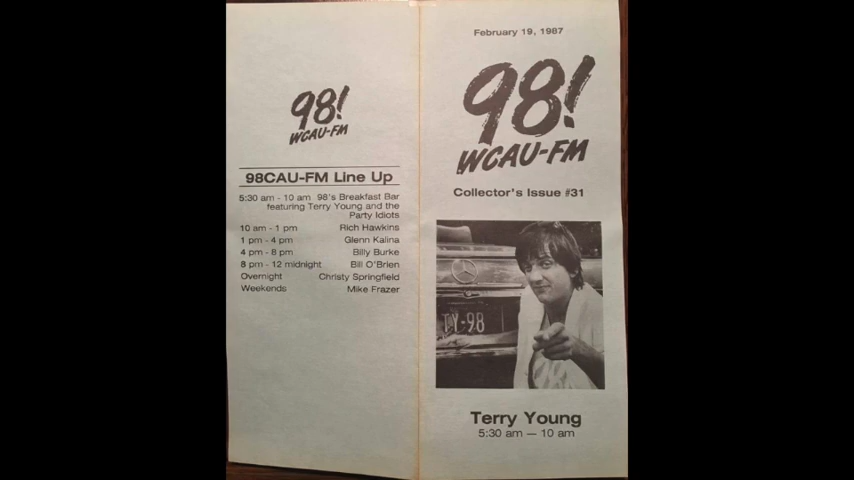 98!
WCAU-FM
98CAU-FM Line Up
5:30 am - 10 am 98's Breakfast Bar
featuring Terry Young and the
Party Idiots
10 am - 1 pm Rich Hawkins
1 pm - 4 pm Glenn Kalina
4 pm - 8 pm Billy Burke
8 pm - 12 midnight Bill O'Brien
Overnight Christy Springfield
Weekends Mike Frazer
February 19, 1987
98!
WCAU-FM
Collector's Issue #31
TY-98
Terry Young
5:30 am — 10 am